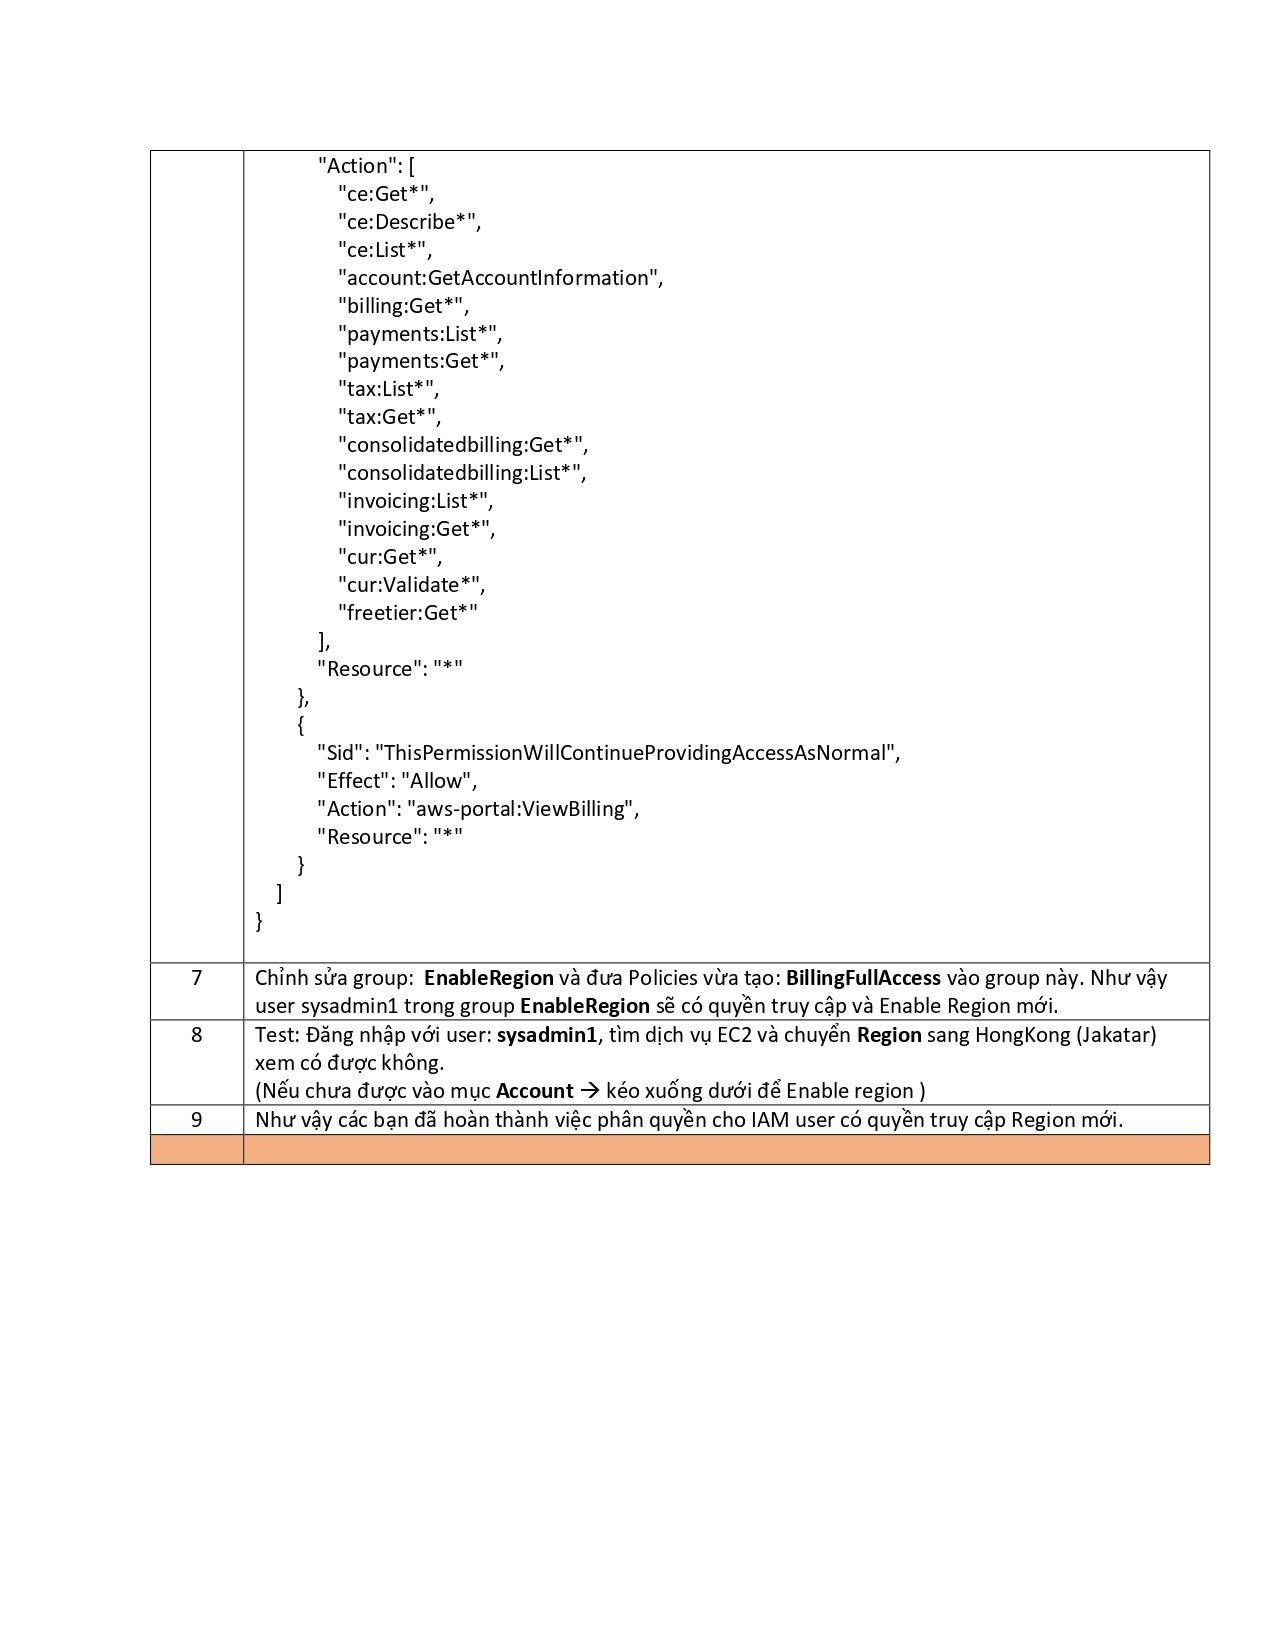 "Action": [
"ce:Get*",
"ce:Describe*",
"ce:List*",
"account:GetAccountInformation",
"billing:Get*",
"payments:List*",
"payments:Get*",
"tax:List*",
"tax:Get*",
"consolidatedbilling:Get*",
"consolidatedbilling:List*",
"invoicing:List*",
"invoicing:Get*",
"cur:Get*",
"cur:Validate*",
"freetier:Get*"
],
"Resource": "*"
},
{
"Sid": "ThisPermissionWillContinueProvidingAccessAsNormal",
"Effect": "Allow",
"Action": "aws-portal:ViewBilling",
"Resource": "*"
}
]
}
7 Chỉnh sửa group: EnableRegion và đưa Policies vừa tạo: BillingFullAccess vào group này. Như vậy
user sysadmin1 trong group EnableRegion sẽ có quyền truy cập và Enable Region mới.
8 Test: Đăng nhập với user: sysadmin1, tìm dịch vụ EC2 và chuyển Region sang HongKong (Jakatar)
xem có được không.
(Nếu chưa được vào mục Account → kéo xuống dưới để Enable region )
9 Như vậy các bạn đã hoàn thành việc phân quyền cho IAM user có quyền truy cập Region mới.